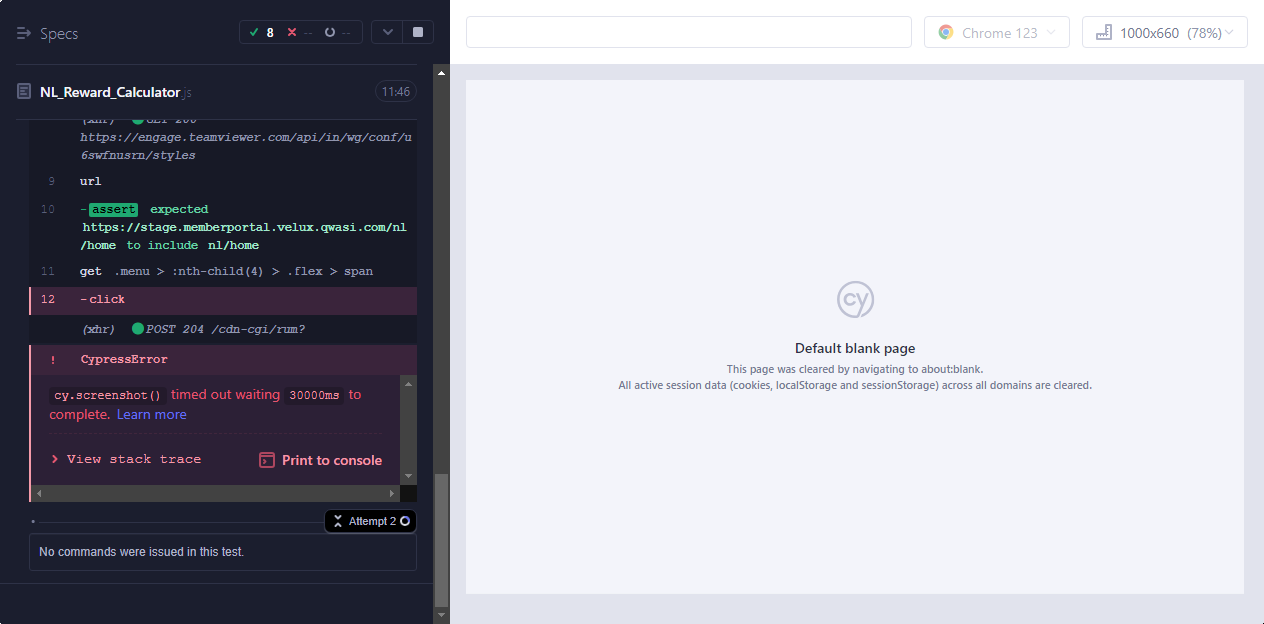 Specs
8 -- --
NL_Reward_Calculator.js 11:46
(xhr) GET 200
https://engage.teamviewer.com/api/in/wg/conf/u
6swfnusrn/styles
9 url
10 -assert expected
https://stage.memberportal.velux.qwasi.com/nl
/home to include nl/home
11 get .menu > :nth-child(4) > .flex > span
12 -click
(xhr) POST 204 /cdn-cgi/rum?
! CypressError
cy.screenshot() timed out waiting 30000ms to
complete. Learn more
> View stack trace Print to console
Attempt 2
No commands were issued in this test.
Chrome 123
1000x660 (78%)
cy
Default blank page
This page was cleared by navigating to about:blank.
All active session data (cookies, localStorage and sessionStorage) across all domains are cleared.